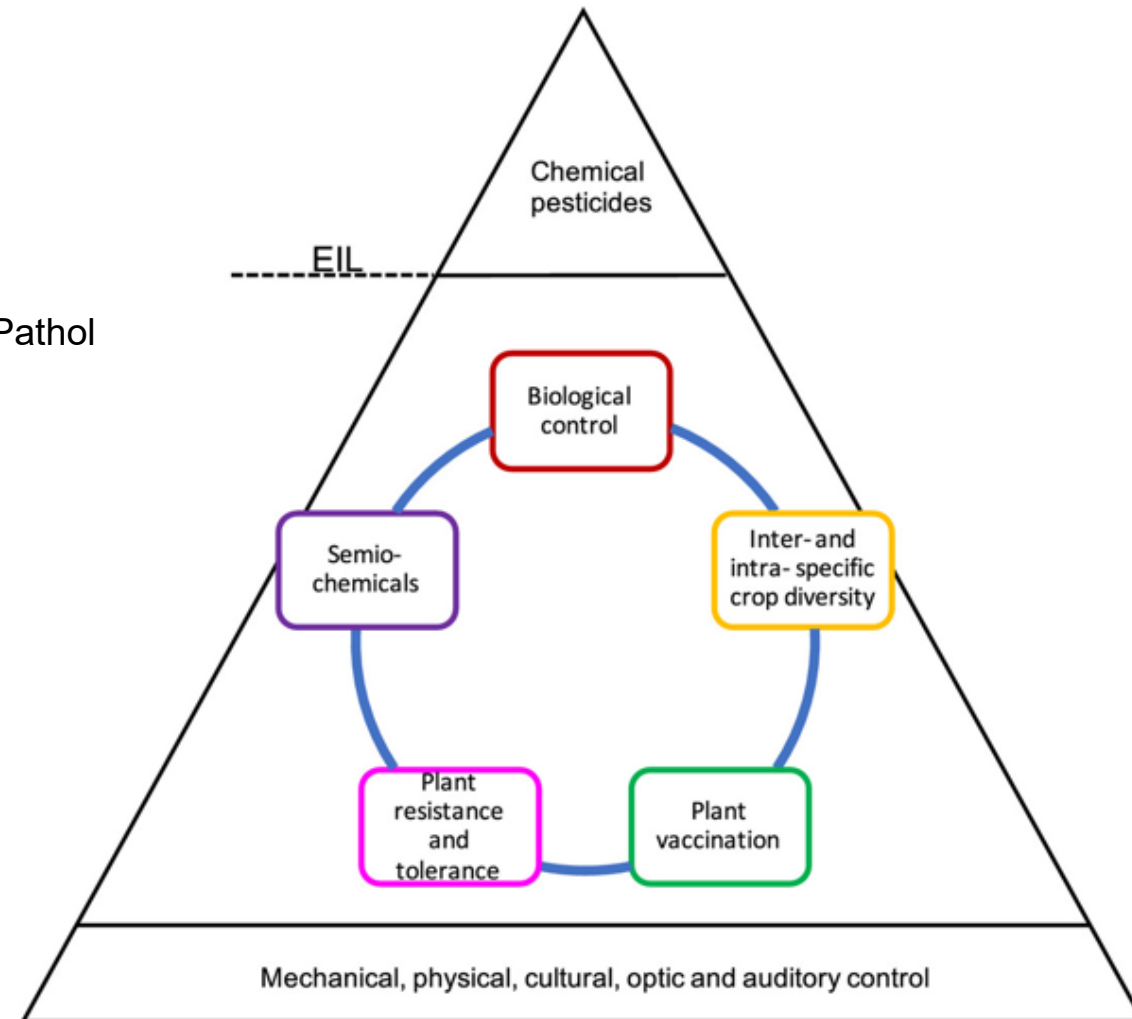 Chemical
pesticides
EIL
Pathol
Biological
control
Semio-
chemicals
Inter- and
intra- specific
crop diversity
Plant
resistance
and
tolerance
Plant
vaccination
Mechanical, physical, cultural, optic and auditory control